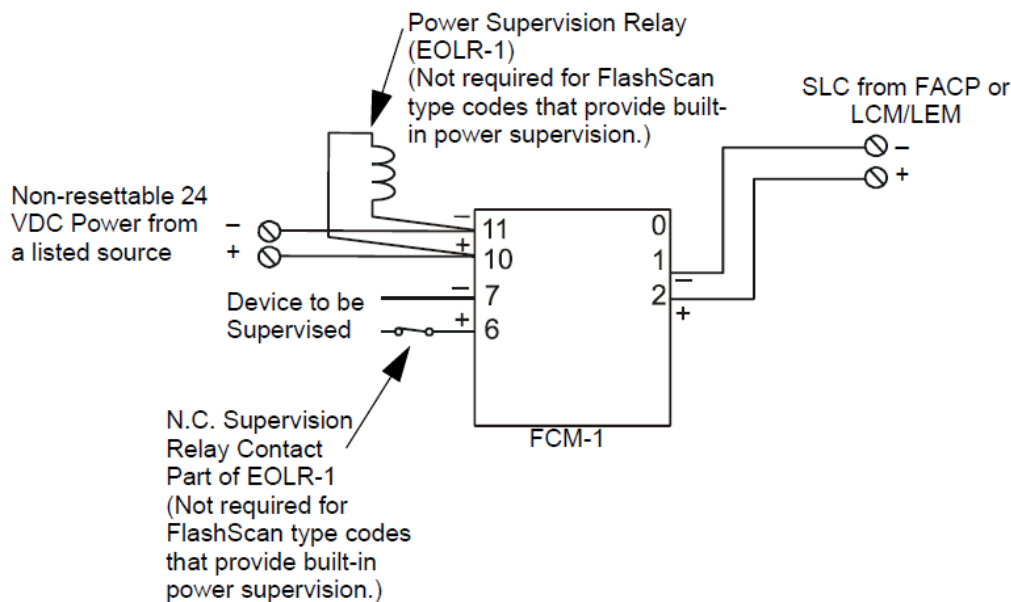 Power Supervision Relay
(EOLR-1)
(Not required for FlashScan
type codes that provide built-
in power supervision.)
SLC from FACP or
LCM/LEM
–
+
Non-resettable 24
VDC Power from
a listed source
–
+
–
11
+
10
–
7
+
6
0
1
–
2
+
Device to be
Supervised
FCM-1
N.C. Supervision
Relay Contact
Part of EOLR-1
(Not required for
FlashScan type codes
that provide built-in
power supervision.)